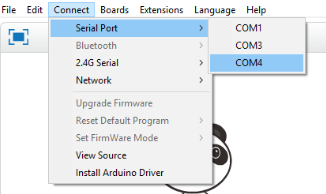 File Edit Connect Boards Extensions Language Help
Serial Port
COM1
Bluetooth
COM3
2.4G Serial
COM4
Network
Upgrade Firmware
Reset Default Program
Set FirmWare Mode
View Source
Install Arduino Driver